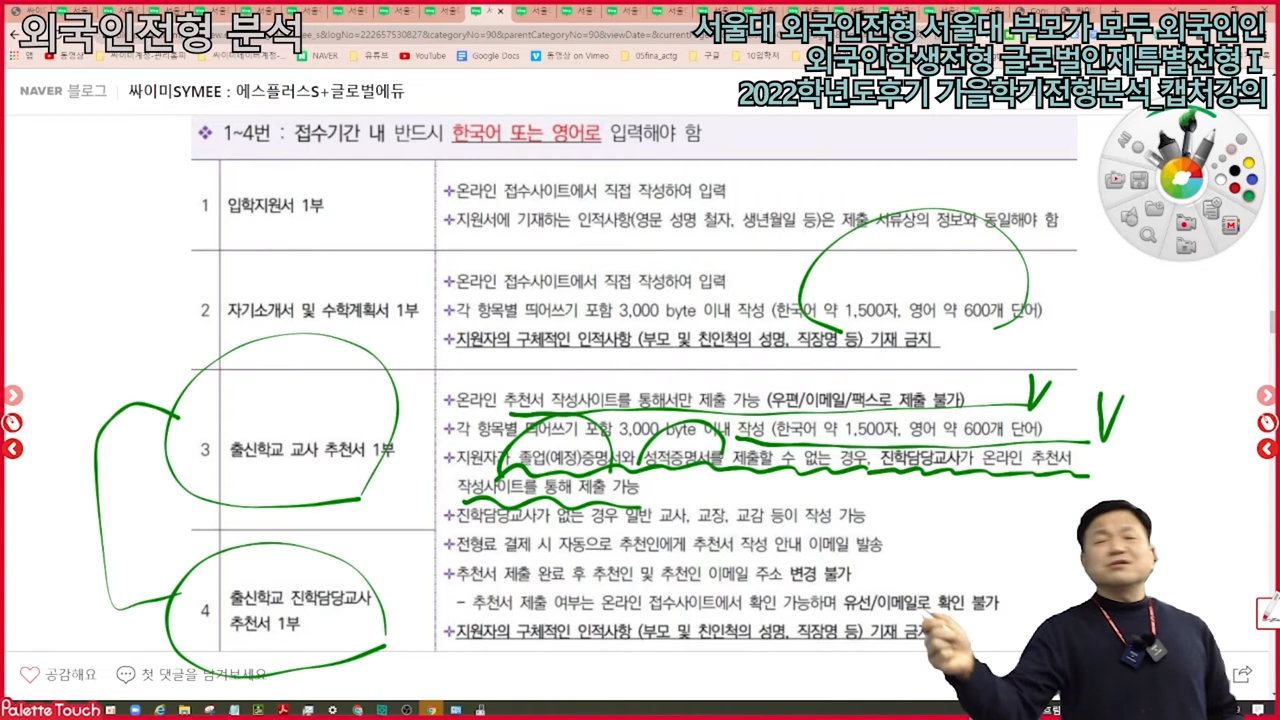 외국인전형 분석
서울대 외국인전형 서울대 부모가 모두 외국인인
외국인학생전형 글로벌인재특별전형 I
2022학년도후기 가을학기전형분석_캡처강의
앱
동영상
NAVER
유튜브
YouTube
Google Docs
동영상 on Vimeo
05fina_actg
구글
10입학처
NAVER 블로그
싸이미SYMEE : 에스플러스S+글로벌에듀
❖ 1~4번 : 접수기간 내 반드시 한국어 또는 영어로 입력해야 함
1
입학지원서 1부
✢온라인 접수사이트에서 직접 작성하여 입력
✢지원서에 기재하는 인적사항(영문 성명 철자, 생년월일 등)은 제출 서류상의 정보와 동일해야 함
2
자기소개서 및 수학계획서 1부
✢온라인 접수사이트에서 직접 작성하여 입력
✢각 항목별 띄어쓰기 포함 3,000 byte 이내 작성 (한국어 약 1,500자, 영어 약 600개 단어)
✢지원자의 구체적인 인적사항 (부모 및 친인척의 성명, 직장명 등) 기재 금지
3
출신학교 교사 추천서 1부
✢온라인 추천서 작성사이트를 통해서만 제출 가능 (우편/이메일/팩스로 제출 불가)
✢각 항목별 띄어쓰기 포함 3,000 byte 이내 작성 (한국어 약 1,500자, 영어 약 600개 단어)
✢지원자가 졸업(예정)증명서와 성적증명서를 제출할 수 없는 경우, 진학담당교사가 온라인 추천서
작성사이트를 통해 제출 가능
✢진학담당교사가 없는 경우 일반 교사, 교장, 교감 등이 작성 가능
4
출신학교 진학담당교사
추천서 1부
✢전형료 결제 시 자동으로 추천인에게 추천서 작성 안내 이메일 발송
✢추천서 제출 완료 후 추천인 및 추천인 이메일 주소 변경 불가
- 추천서 제출 여부는 온라인 접수사이트에서 확인 가능하며 유선/이메일로 확인 불가
✢지원자의 구체적인 인적사항 (부모 및 친인척의 성명, 직장명 등) 기재 금지
공감해요
첫 댓글을 남겨보세요
Palette Touch